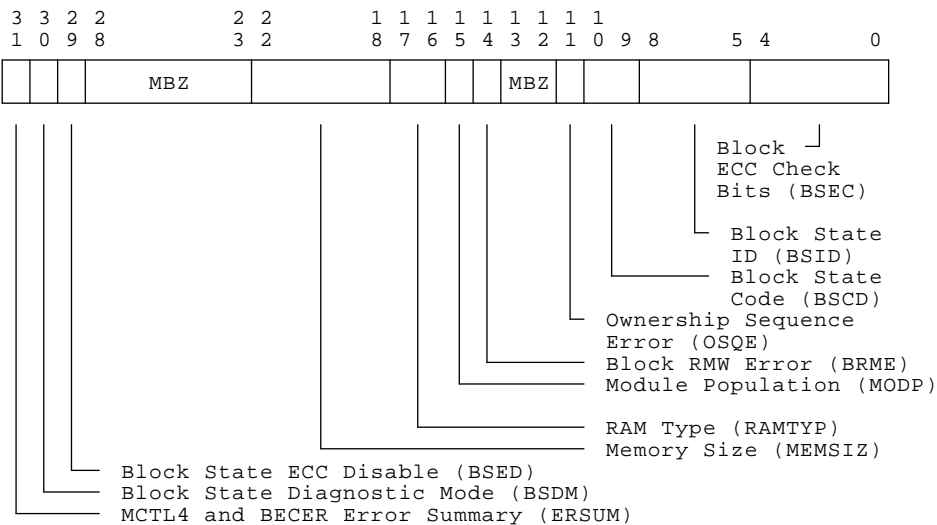 3 3 2 2 2 2 1 1 1 1 1 1 1 1 1
1 0 9 8 3 2 8 7 6 5 4 3 2 1 0 9 8 5 4 0
MBZ MBZ
Block
ECC Check
Bits (BSEC)
Block State
ID (BSID)
Block State
Code (BSCD)
Ownership Sequence
Error (OSQE)
Block RMW Error (BRME)
Module Population (MODP)
RAM Type (RAMTYP)
Memory Size (MEMSIZ)
Block State ECC Disable (BSED)
Block State Diagnostic Mode (BSDM)
MCTL4 and BECER Error Summary (ERSUM)